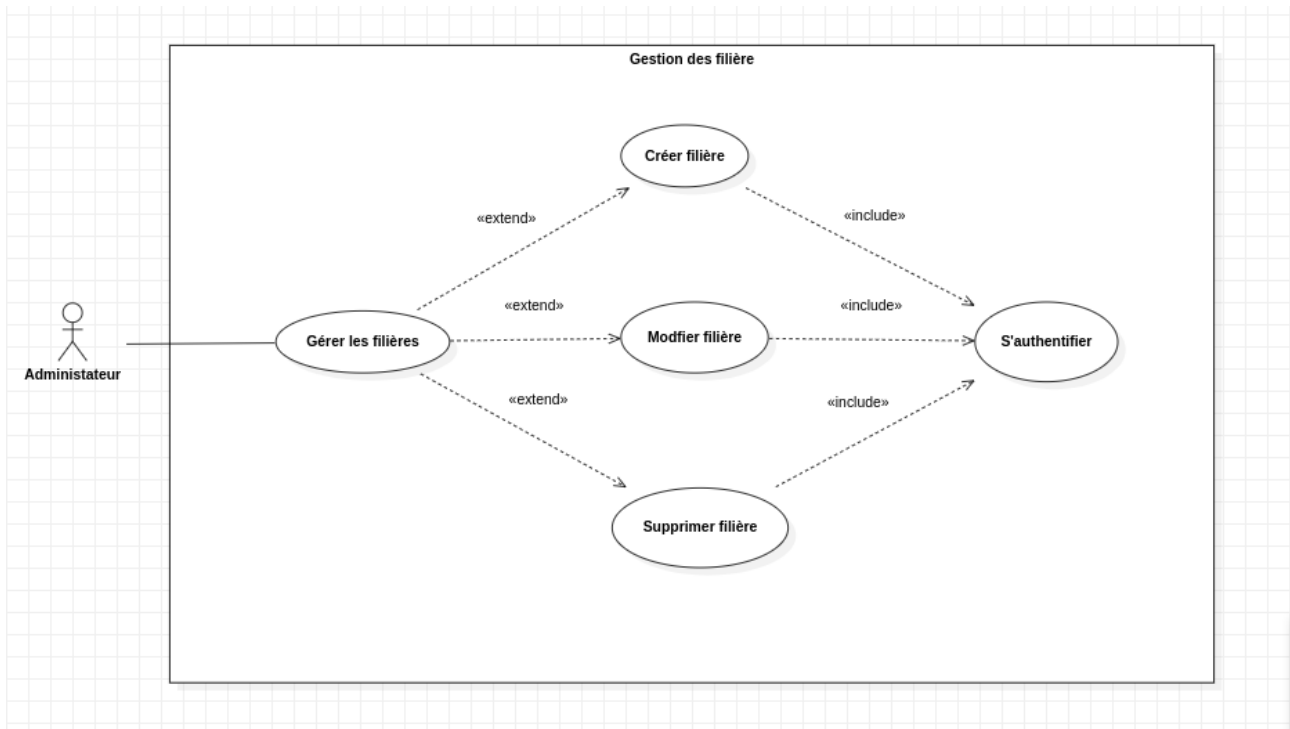 Gestion des filière
Créer filière
«extend»
«include»
«extend»
«include»
Gérer les filières
Modfier filière
S'authentifier
Administateur
«extend»
«include»
Supprimer filière